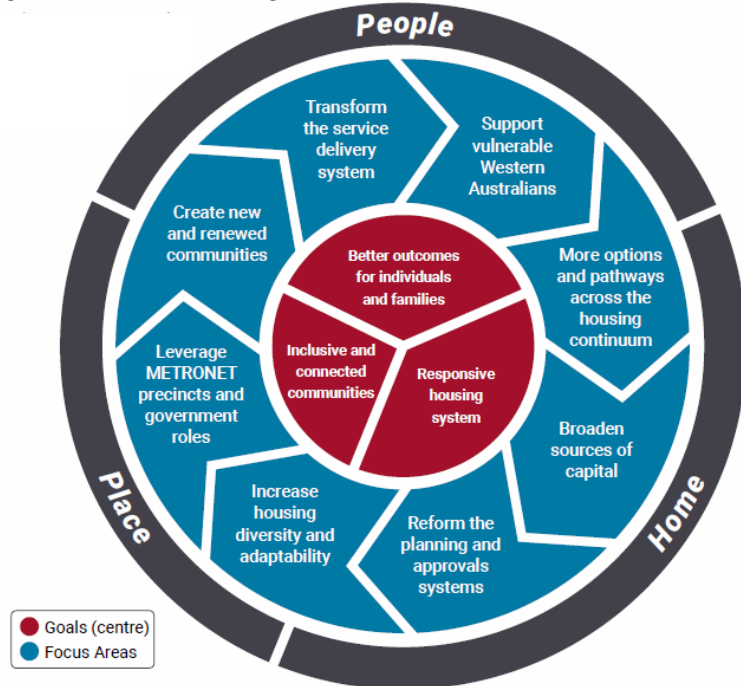 People
Transform
the service
delivery
system
Support
vulnerable
Western
Australians
Create new
and renewed
communities
More options
and pathways
across the
housing
continuum
Better outcomes
for individuals
and families
Inclusive and
connected
communities
Responsive
housing
system
Leverage
METRONET
precincts and
government
roles
Broaden
sources of
capital
Increase
housing
diversity and
adaptability
Reform the
planning and
approvals
systems
Place
Home
Goals (centre)
Focus Areas